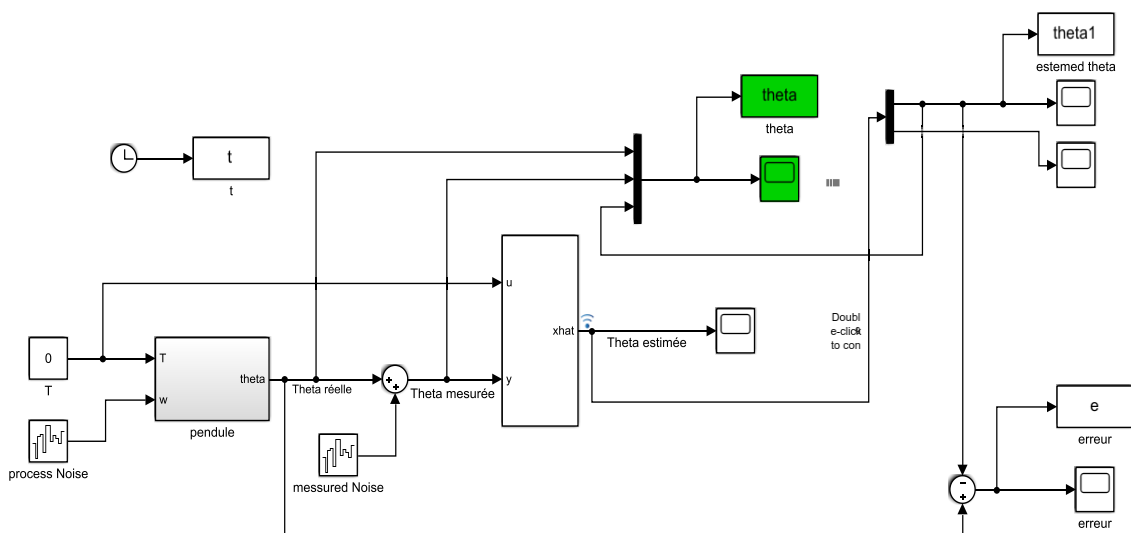 theta1
estemed theta
theta
theta
t
t
u
xhat
Theta estimée
y
Doubl
e-click
to con
0
T
T
w
theta
pendule
process Noise
Theta réelle
Theta mesurée
messured Noise
e
erreur
erreur